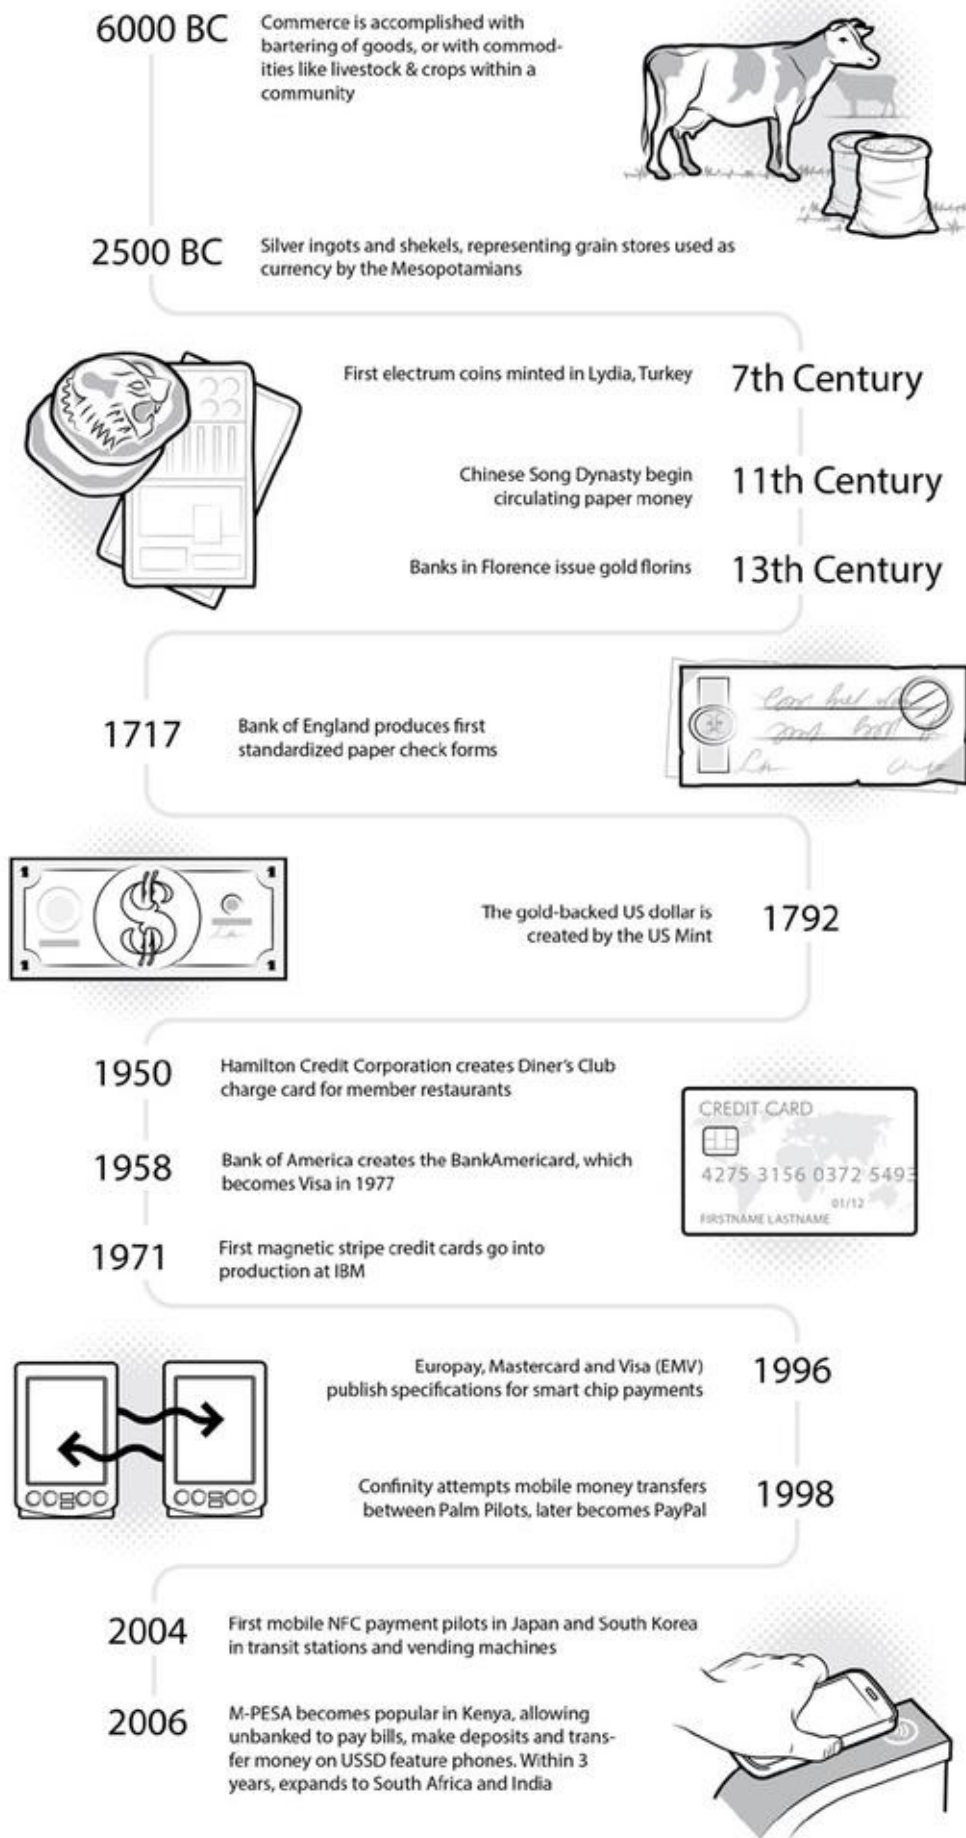 6000 BC
Commerce is accomplished with
bartering of goods, or with commod-
ities like livestock & crops within a
community
2500 BC
Silver ingots and shekels, representing grain stores used as
currency by the Mesopotamians
First electrum coins minted in Lydia, Turkey
7th Century
Chinese Song Dynasty begin
circulating paper money
11th Century
Banks in Florence issue gold florins
13th Century
1717
Bank of England produces first
standardized paper check forms
1
1
$
1
1
The gold-backed US dollar is
created by the US Mint
1792
1950
Hamilton Credit Corporation creates Diner's Club
charge card for member restaurants
1958
Bank of America creates the BankAmericard, which
becomes Visa in 1977
1971
First magnetic stripe credit cards go into
production at IBM
CREDIT CARD
4275 3156 0372 5493
01/12
FIRSTNAME LASTNAME
Europay, Mastercard and Visa (EMV)
publish specifications for smart chip payments
1996
Confinity attempts mobile money transfers
between Palm Pilots, later becomes PayPal
1998
2004
First mobile NFC payment pilots in Japan and South Korea
in transit stations and vending machines
2006
M-PESA becomes popular in Kenya, allowing
unbanked to pay bills, make deposits and trans-
fer money on USSD feature phones. Within 3
years, expands to South Africa and India